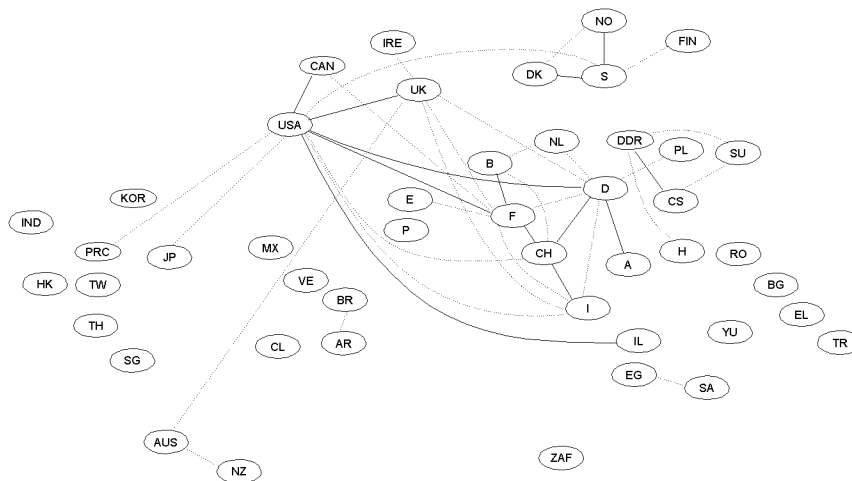 NO
IRE
FIN
CAN
DK
S
UK
USA
NL
DDR
PL
SU
B
D
KOR
E
CS
IND
F
P
PRC
JP
MX
CH
A
H
RO
HK
TW
VE
BG
BR
I
EL
TH
YU
SG
CL
AR
IL
TR
EG
SA
AUS
NZ
ZAF